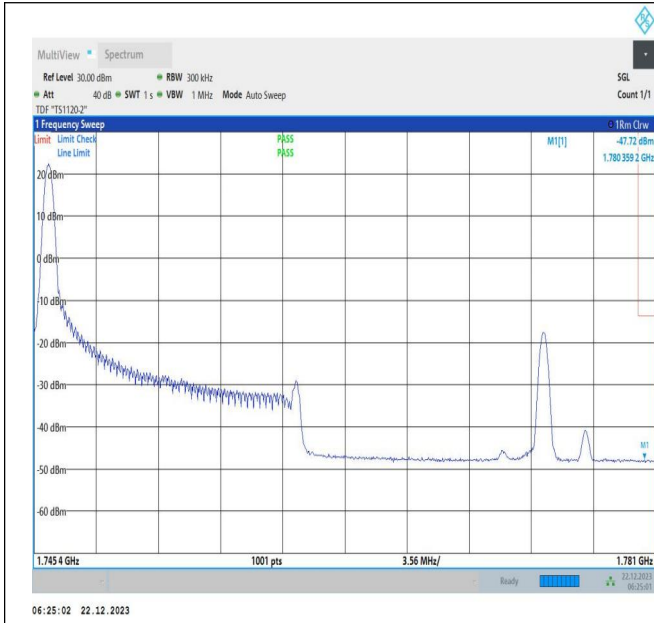 MultiView Spectrum
Ref Level 30.00 dBm RBW 300 kHz SGL
Att 40 dB SWT 1 s VBW 1 MHz Mode Auto Sweep Count 1/1
TDF "TS1120-2"
1 Frequency Sweep 1Rm Clrw
Limit Limit Check PASS M1[1] -47.72 dBm
Line Limit PASS 1.780 359 2 GHz
20 dBm
10 dBm
0 dBm
-10 dBm
-20 dBm
-30 dBm
-40 dBm
M1
-50 dBm
-60 dBm
1.745 4 GHz 1001 pts 3.56 MHz/ 1.781 GHz
Ready 22.12.2023
06:25:01
06:25:02 22.12.2023